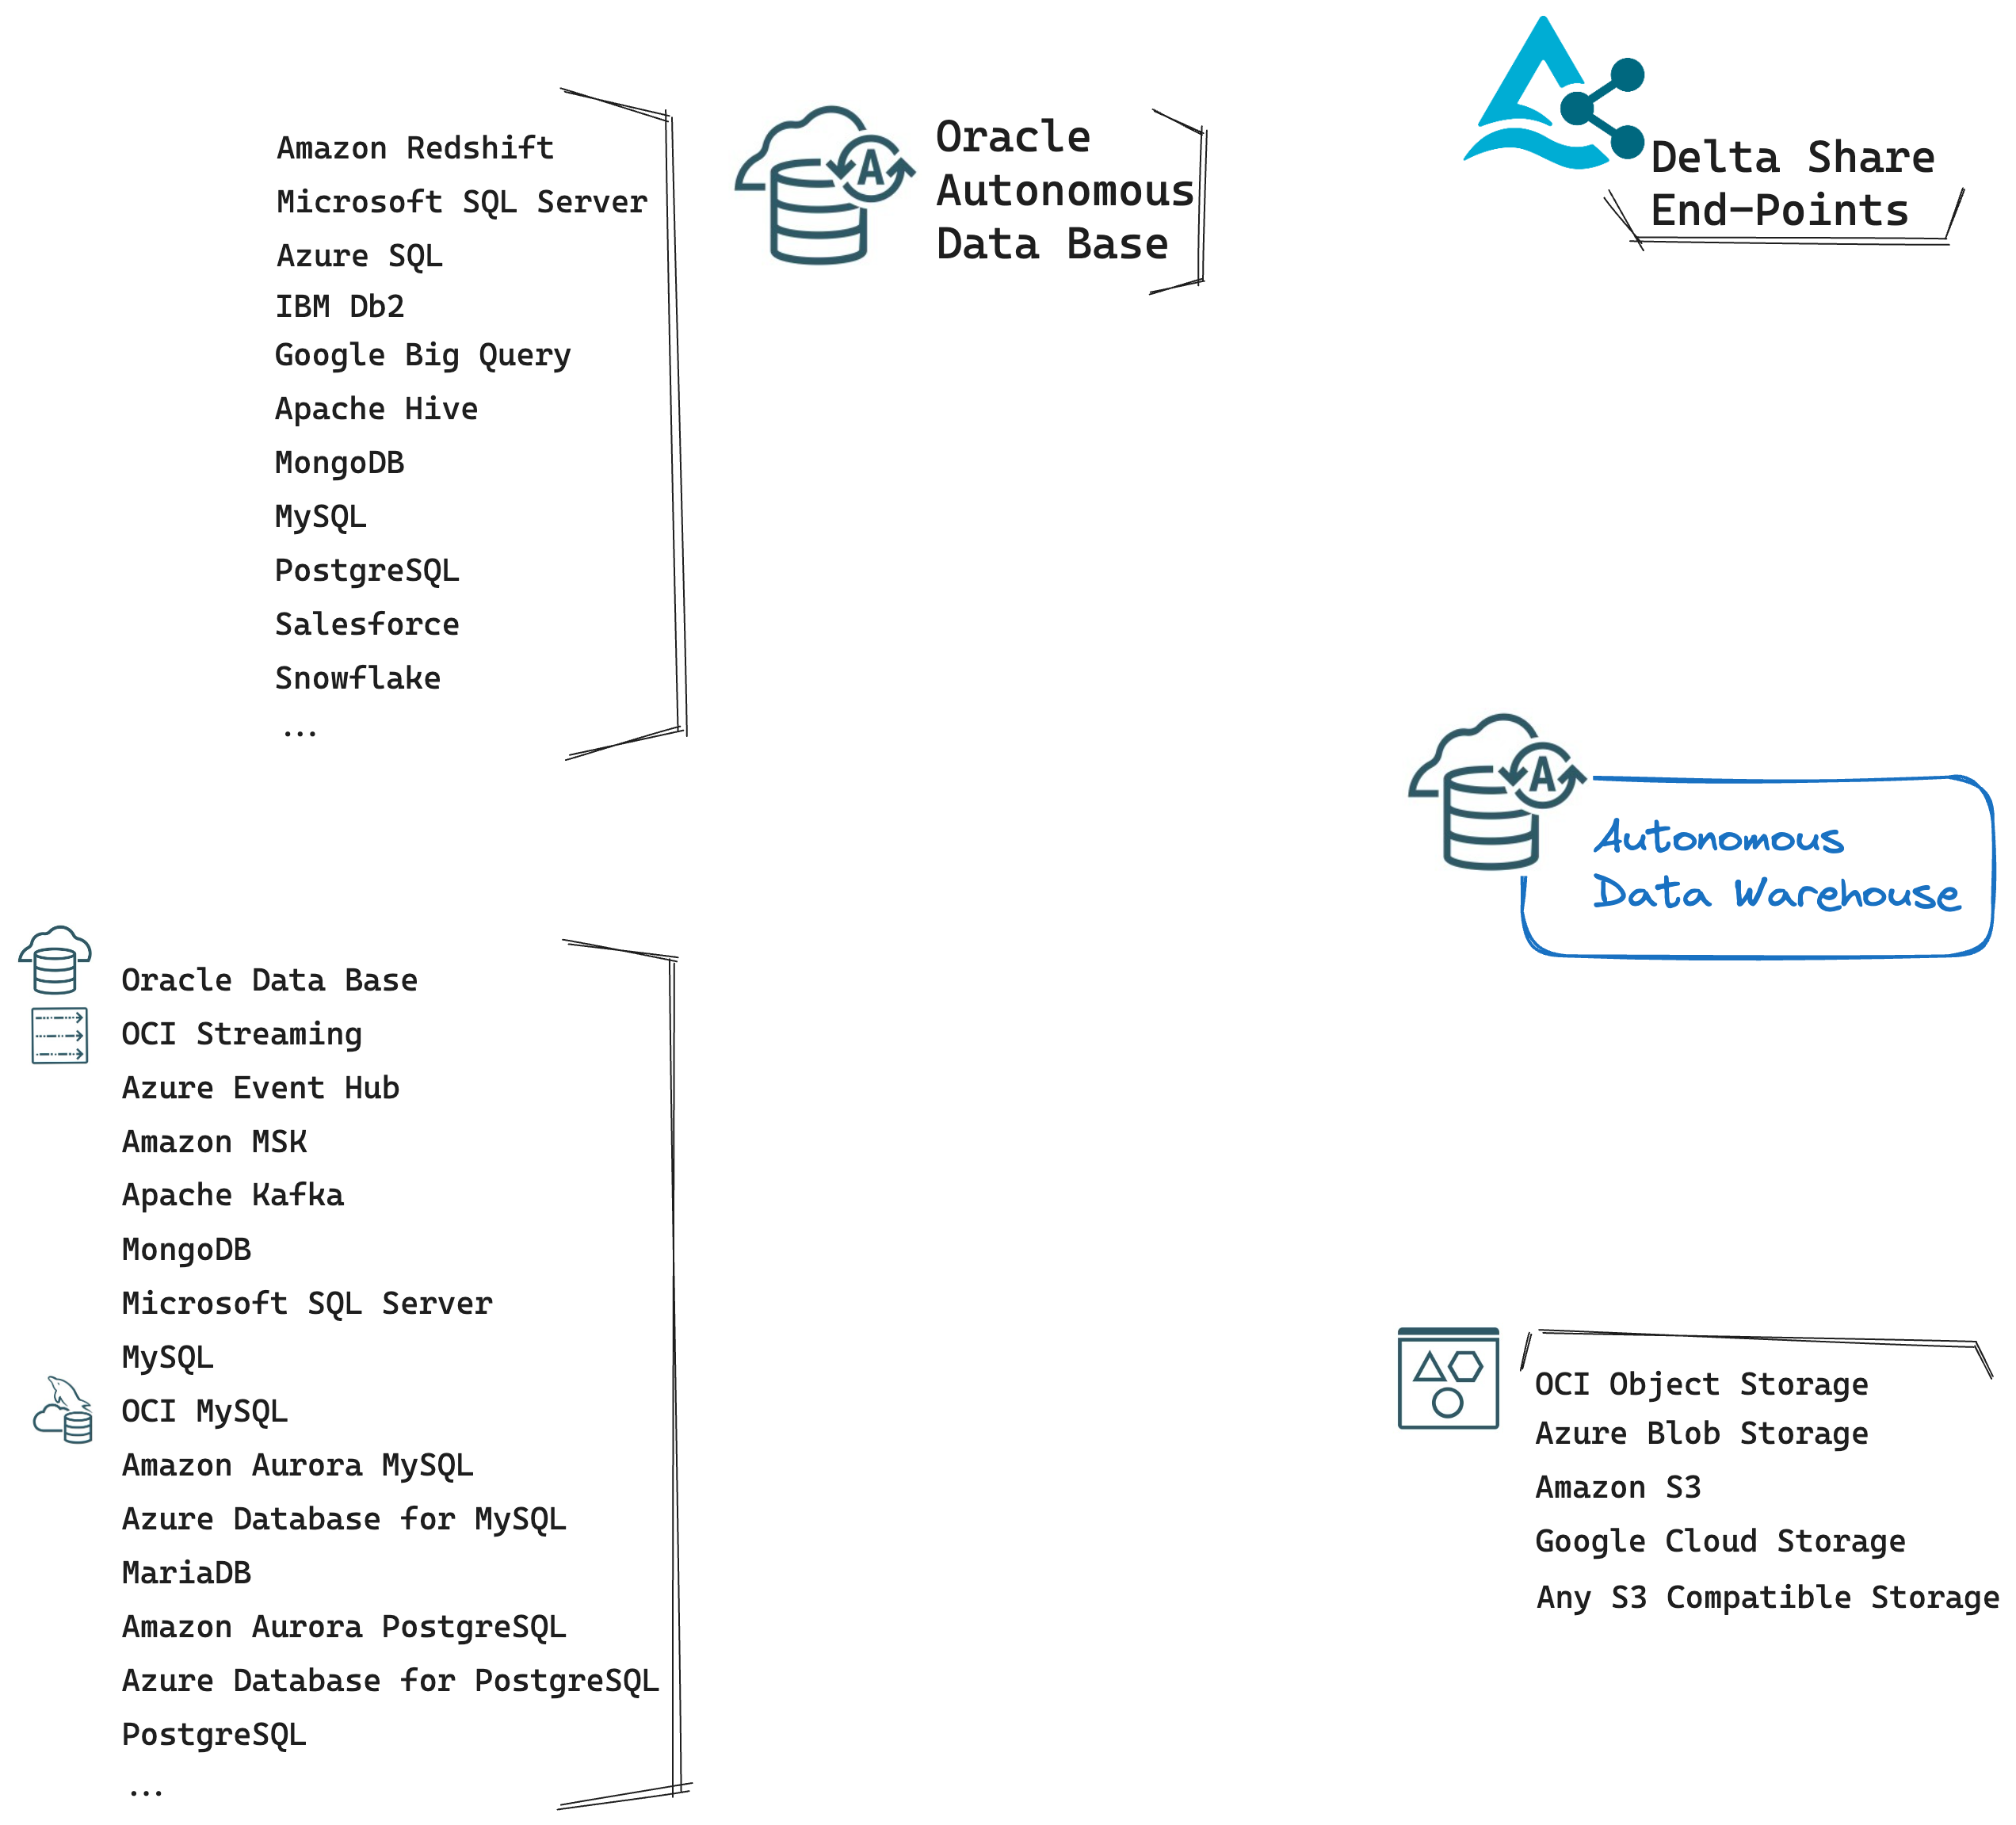 Amazon Redshift
Microsoft SQL Server
Azure SQL
IBM Db2
Google Big Query
Apache Hive
MongoDB
MySQL
PostgreSQL
Salesforce
Snowflake
...
A
Oracle
Autonomous
Data Base
Delta Share
End-Points
A
Autonomous
Data Warehouse
Oracle Data Base
OCI Streaming
Azure Event Hub
Amazon MSK
Apache Kafka
MongoDB
Microsoft SQL Server
MySQL
OCI MySQL
Amazon Aurora MySQL
Azure Database for MySQL
MariaDB
Amazon Aurora PostgreSQL
Azure Database for PostgreSQL
PostgreSQL
...
OCI Object Storage
Azure Blob Storage
Amazon S3
Google Cloud Storage
Any S3 Compatible Storage